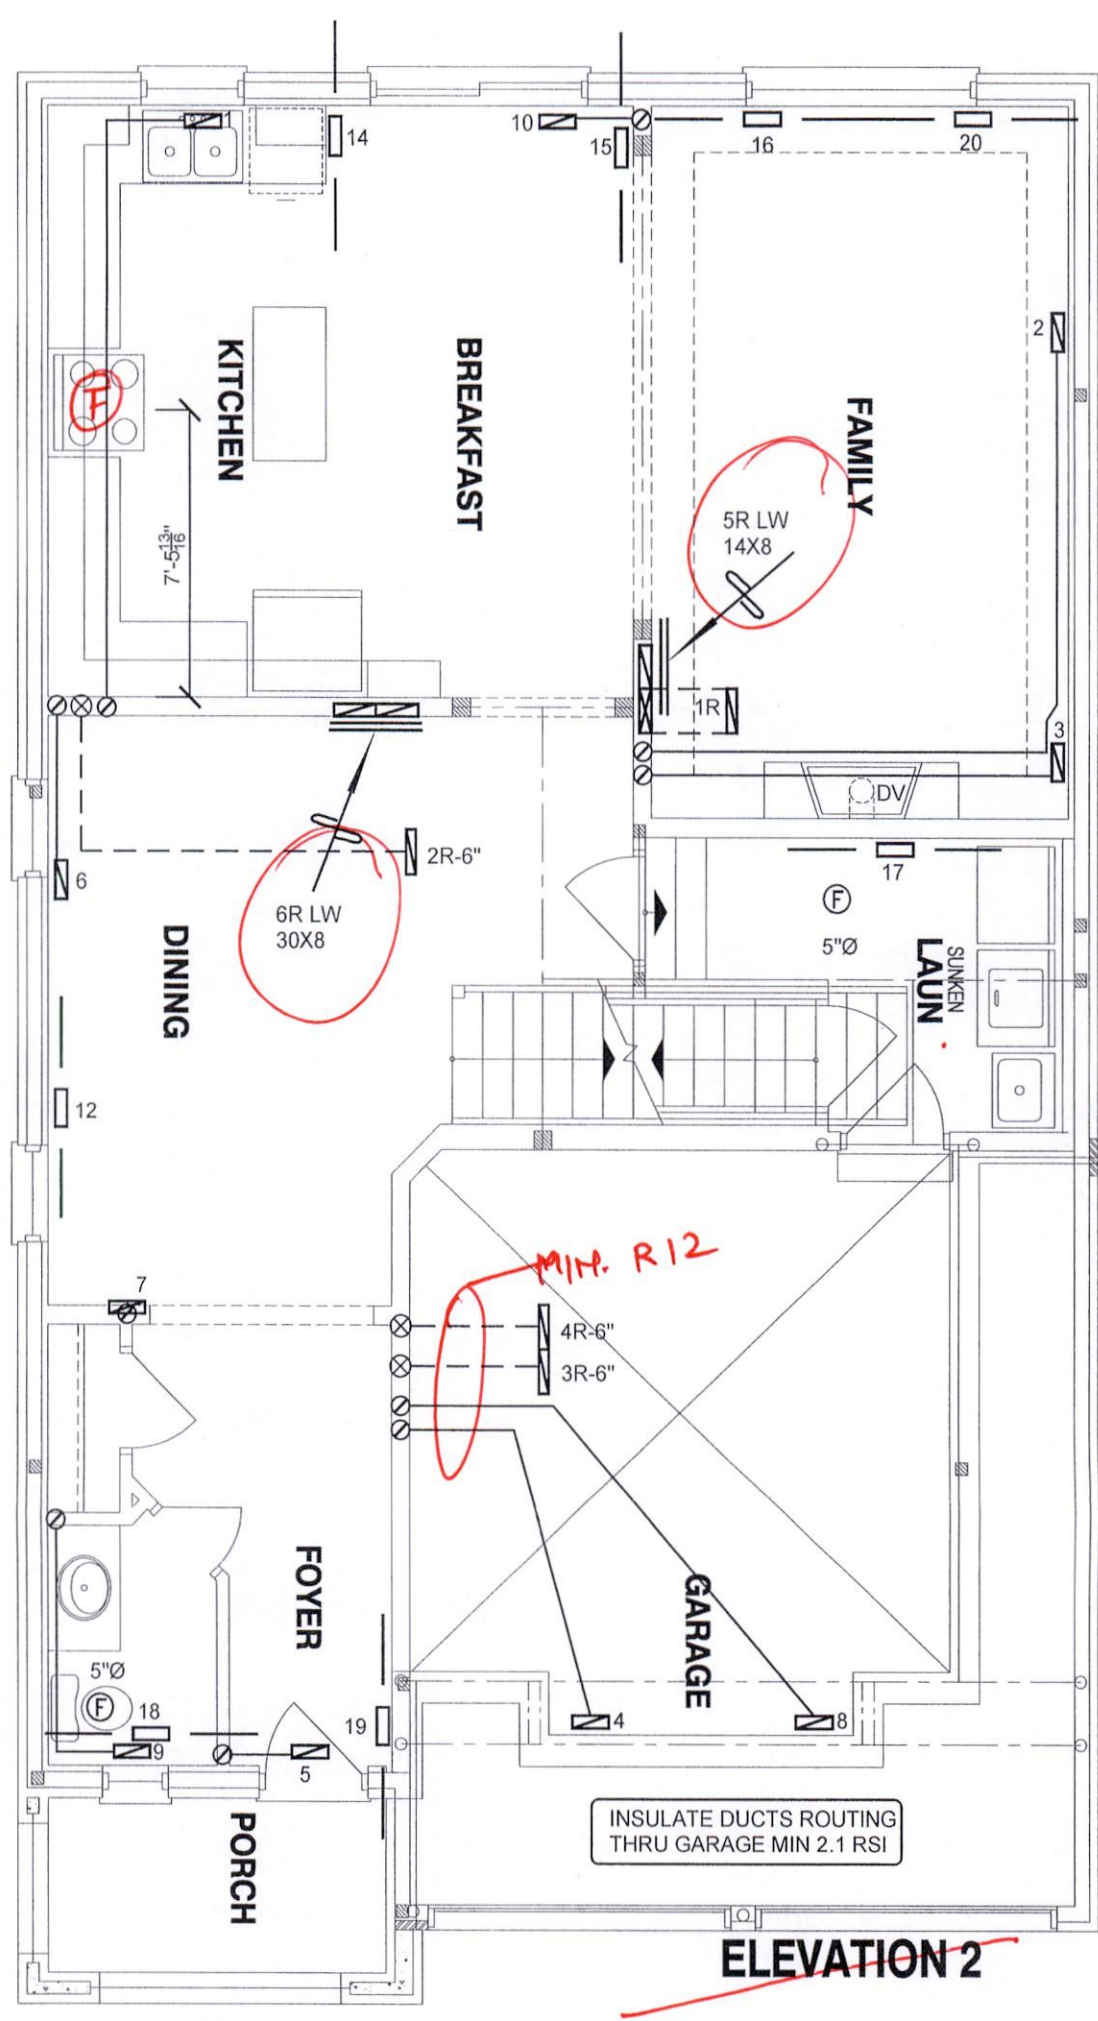 1
14
10
15
16
20
2
F
KITCHEN
BREAKFAST
FAMILY
5R LW
14X8
7'-5 13/16"
1R
3
DV
2R-6"
6
17
F
5"Ø
6R LW
30X8
DINING
SUNKEN
LAUN
12
MIN. R12
7
4R-6"
3R-6"
FOYER
GARAGE
5"Ø
F
18
19
4
8
9
5
INSULATE DUCTS ROUTING
THRU GARAGE MIN 2.1 RSI
PORCH
ELEVATION 2